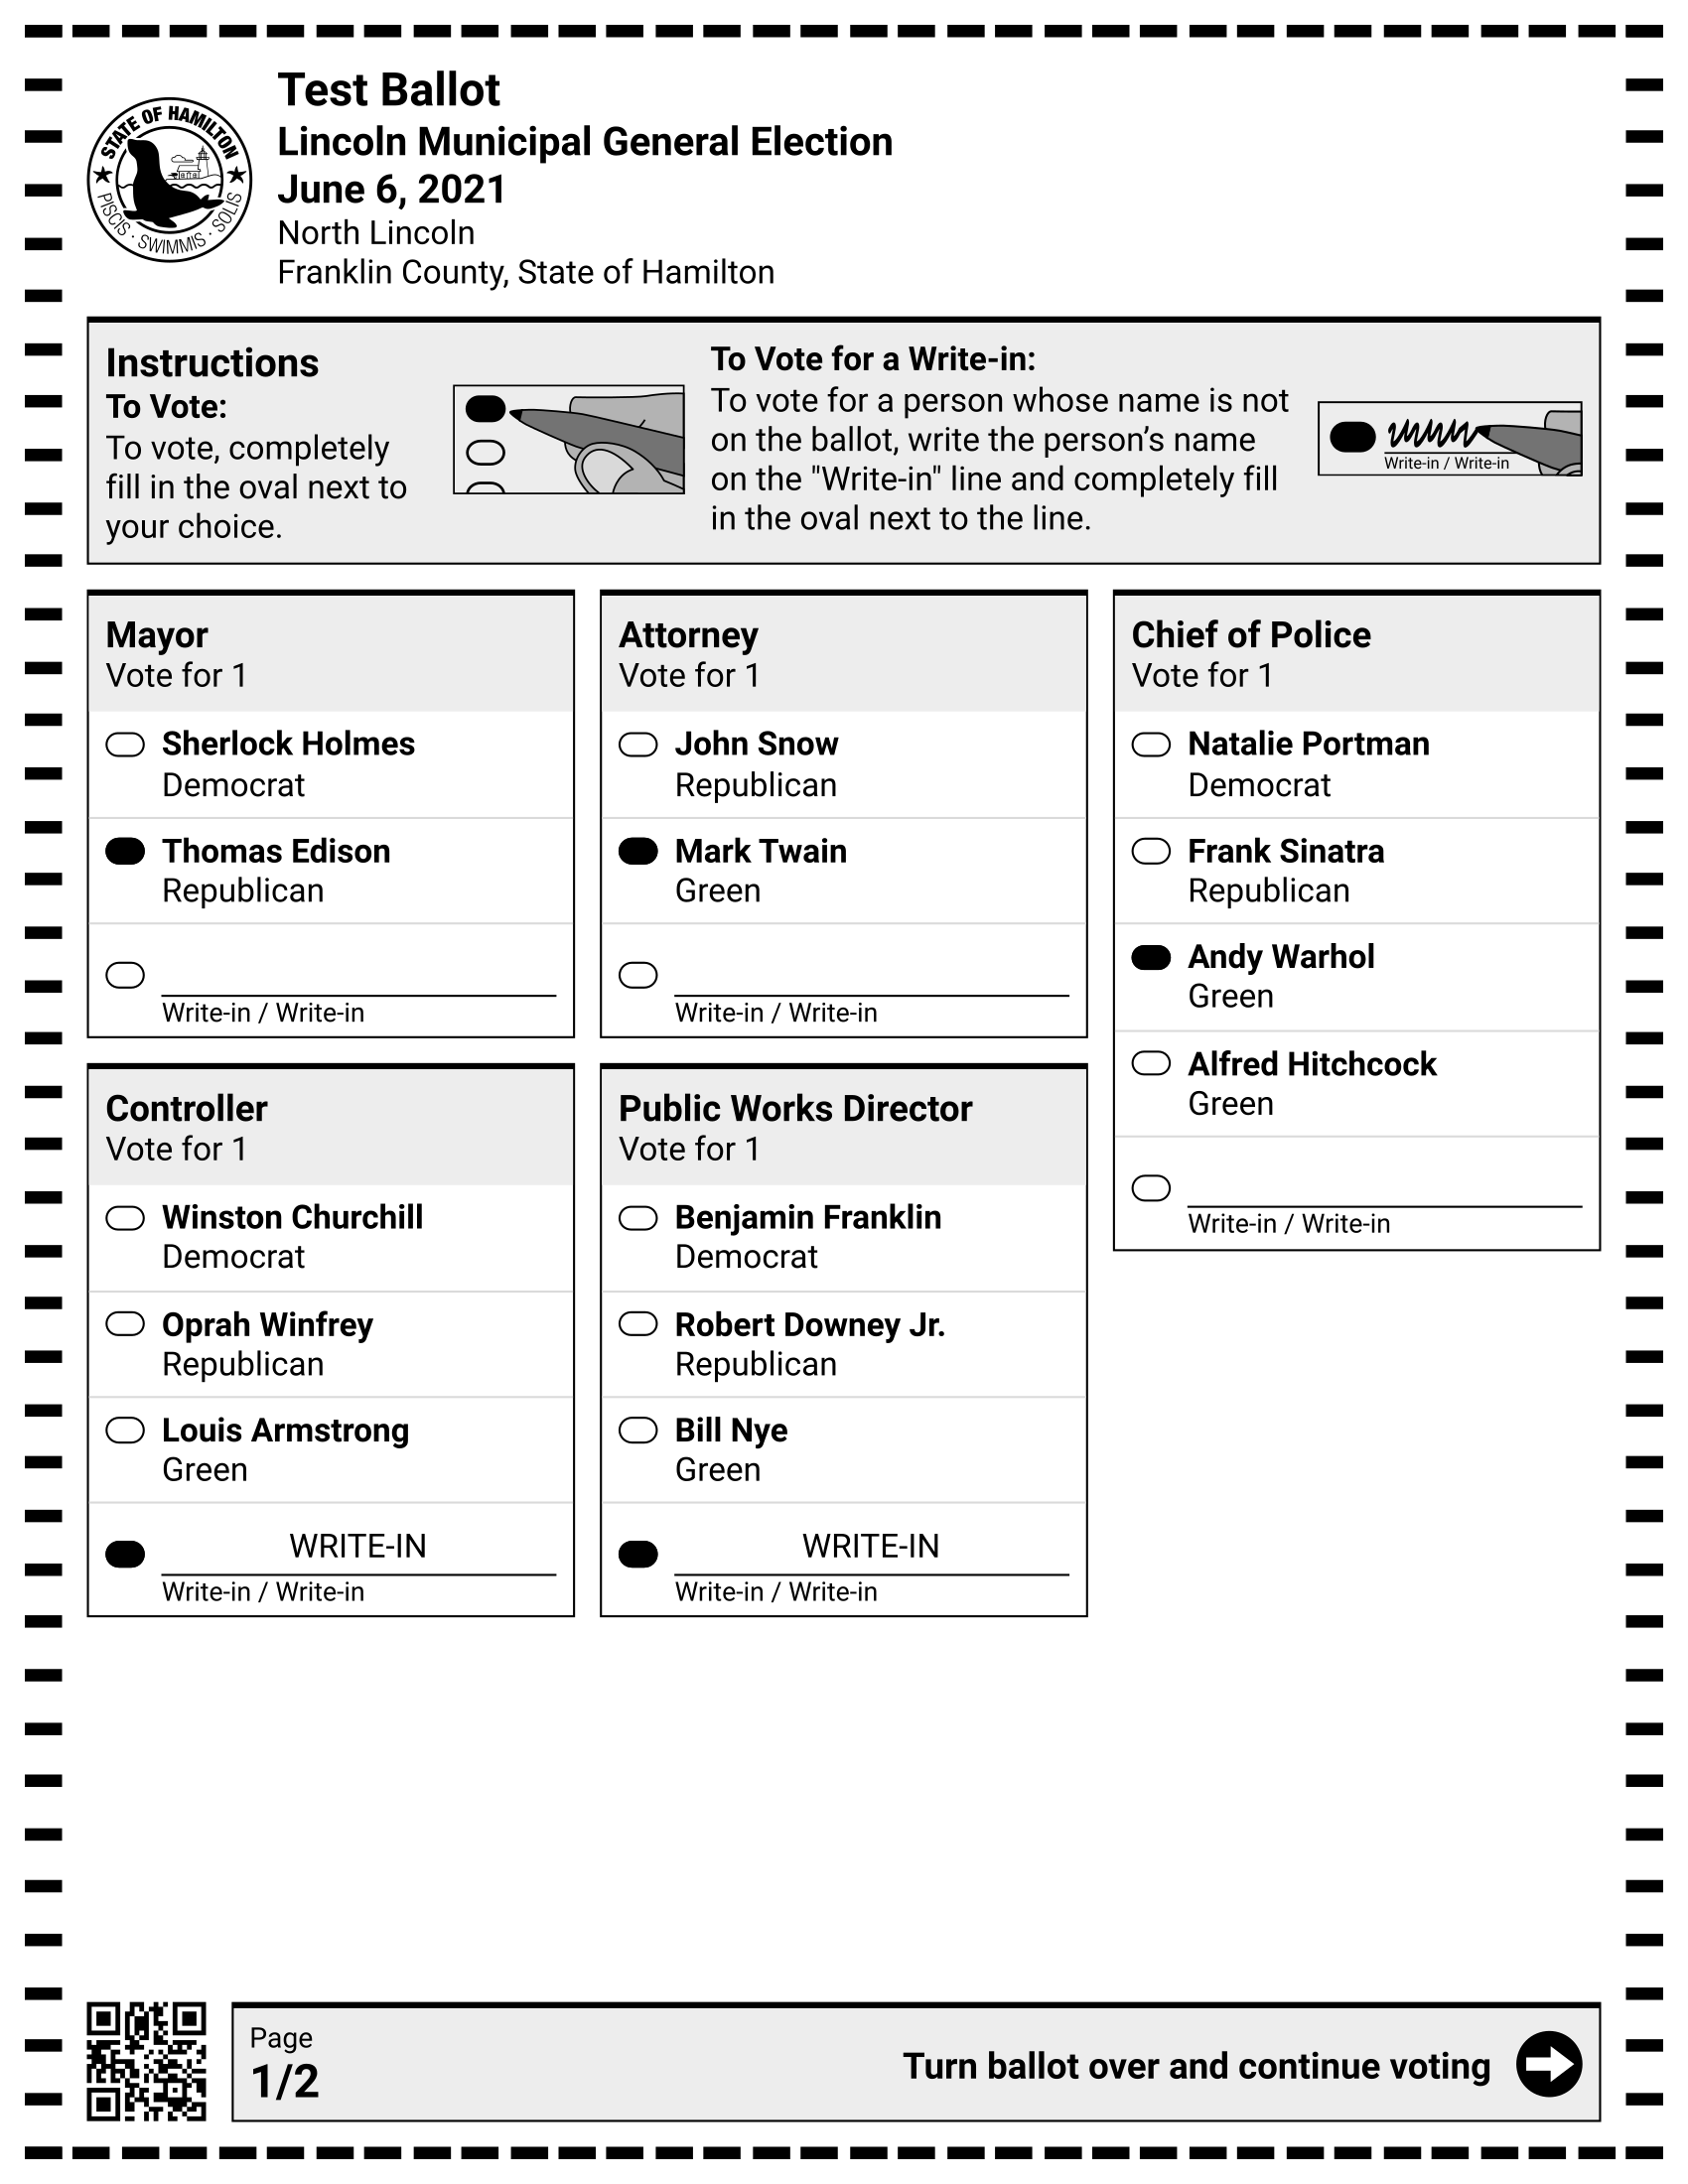 STATE OF HAMILTON
PISCIS · SWIMMIS · SOLIS
Test Ballot
Lincoln Municipal General Election
June 6, 2021
North Lincoln
Franklin County, State of Hamilton
Instructions
To Vote:
To vote, completely
fill in the oval next to
your choice.
To Vote for a Write-in:
To vote for a person whose name is not
on the ballot, write the person’s name
on the "Write-in" line and completely fill
in the oval next to the line.
Write-in / Write-in
Mayor
Vote for 1
Sherlock Holmes
Democrat
Thomas Edison
Republican
Write-in / Write-in
Controller
Vote for 1
Winston Churchill
Democrat
Oprah Winfrey
Republican
Louis Armstrong
Green
WRITE-IN
Write-in / Write-in
Attorney
Vote for 1
John Snow
Republican
Mark Twain
Green
Write-in / Write-in
Public Works Director
Vote for 1
Benjamin Franklin
Democrat
Robert Downey Jr.
Republican
Bill Nye
Green
WRITE-IN
Write-in / Write-in
Chief of Police
Vote for 1
Natalie Portman
Democrat
Frank Sinatra
Republican
Andy Warhol
Green
Alfred Hitchcock
Green
Write-in / Write-in
Page
1/2
Turn ballot over and continue voting